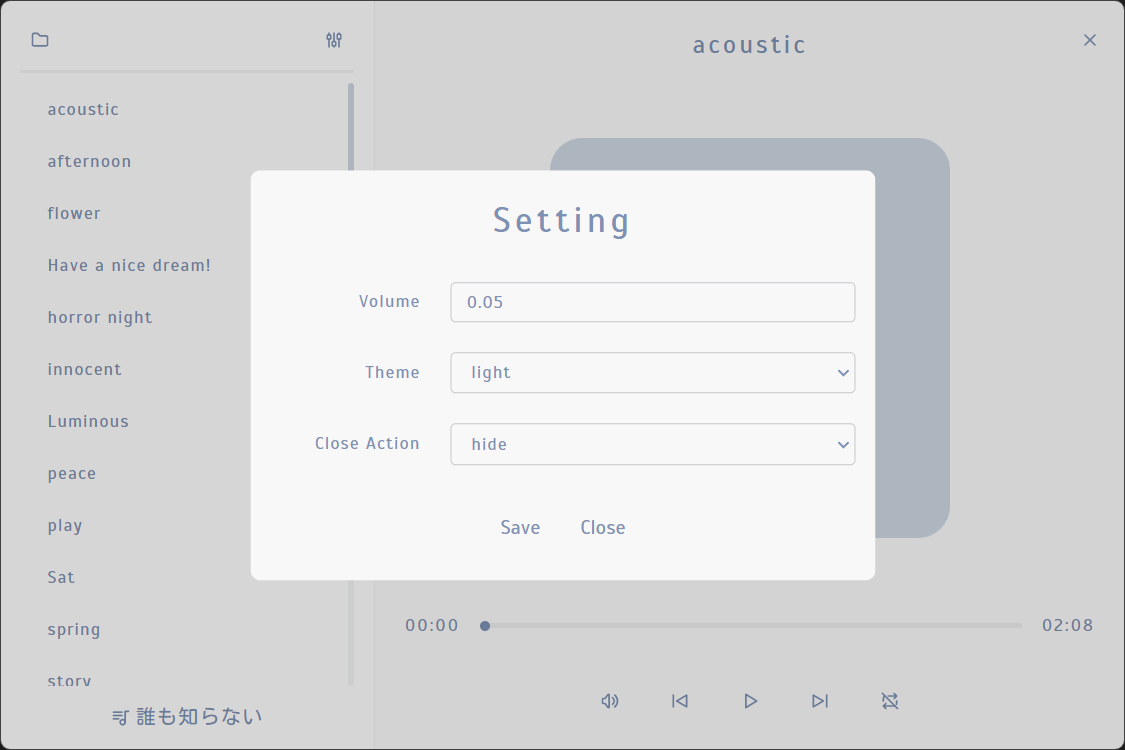 acoustic
acoustic
afternoon
flower
Have a nice dream!
horror night
innocent
Luminous
peace
play
Sat
spring
story
誰も知らない
Setting
Volume 0.05
Theme light
Close Action hide
Save Close
00:00 02:08